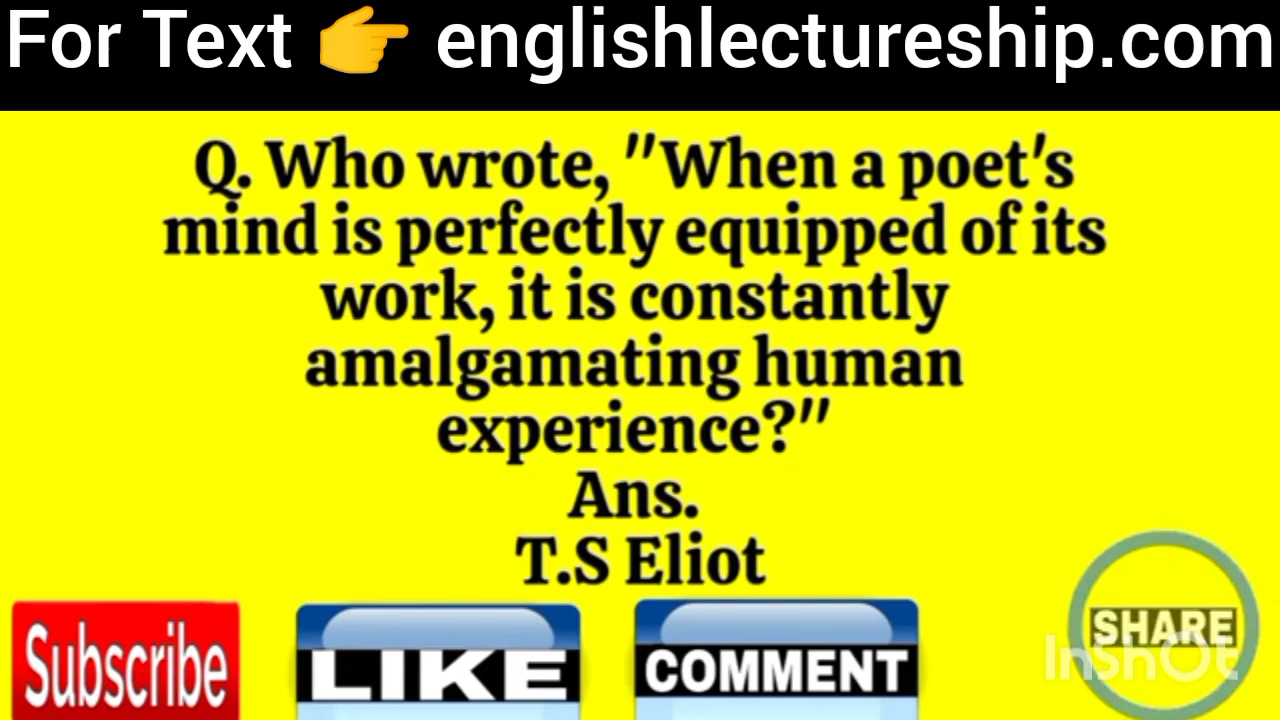 For Text 👉 englishlectureship.com
Q. Who wrote, "When a poet's
mind is perfectly equipped of its
work, it is constantly
amalgamating human
experience?"
Ans.
T.S Eliot
Subscribe
LIKE
COMMENT
SHARE
InShOt